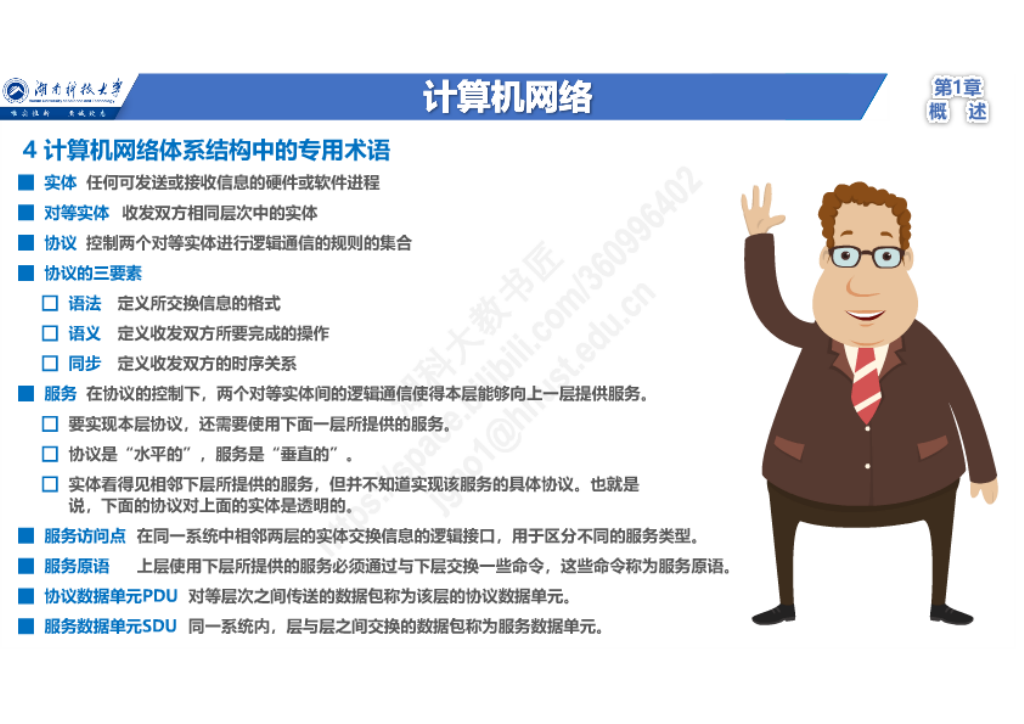 湖南科技大学
计算机网络
第1章
概 述
4 计算机网络体系结构中的专用术语
实体 任何可发送或接收信息的硬件或软件进程
对等实体 收发双方相同层次中的实体
协议 控制两个对等实体进行逻辑通信的规则的集合
协议的三要素
语法 定义所交换信息的格式
语义 定义收发双方所要完成的操作
同步 定义收发双方的时序关系
服务 在协议的控制下，两个对等实体间的逻辑通信使得本层能够向上一层提供服务。
要实现本层协议，还需要使用下面一层所提供的服务。
协议是“水平的”，服务是“垂直的”。
实体看得见相邻下层所提供的服务，但并不知道实现该服务的具体协议。也就是
说，下面的协议对上面的实体是透明的。
服务访问点 在同一系统中相邻两层的实体交换信息的逻辑接口，用于区分不同的服务类型。
服务原语 上层使用下层所提供的服务必须通过与下层交换一些命令，这些命令称为服务原语。
协议数据单元PDU 对等层次之间传送的数据包称为该层的协议数据单元。
服务数据单元SDU 同一系统内，层与层之间交换的数据包称为服务数据单元。
湖科大教书匠
https://space.bilibili.com/360996402
jgao1@hnust.edu.cn